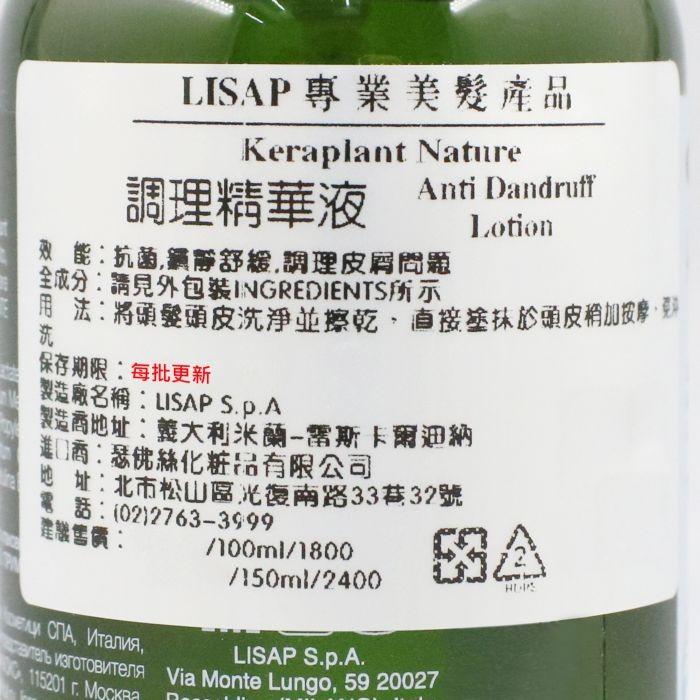 LISAP 專業美髮產品
Keraplant Nature
調理精華液
Anti Dandruff
Lotion
效 能：抗菌,鎮靜舒緩,調理皮屑問題
全成分：請見外包裝INGREDIENTS所示
用 法：將頭髮頭皮洗淨並擦乾，直接塗抹於頭皮稍加按摩，免沖
洗
保存期限：每批更新
製造廠名稱：LISAP S.p.A
製造商地址：義大利米蘭-雷斯卡爾迪納
進口商：瑟佛絲化粧品有限公司
地 址：北市松山區光復南路33巷32號
電 話：(02)2763-3999
建議售價：
/100ml/1800
/150ml/2400
2
HDPE
СПА, Италия,
изготовителя
115201 г. Москва
LISAP S.p.A.
Via Monte Lungo, 59 20027